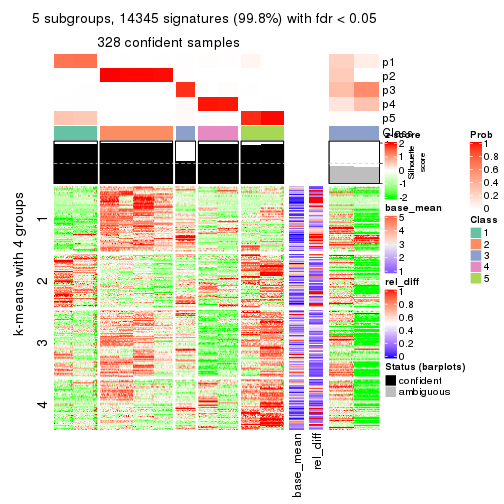 5 subgroups, 14345 signatures (99.8%) with fdr < 0.05
328 confident samples
p1
p2
p3
p4
p5
Class
Silhouette
score
k-means with 4 groups
1
2
3
4
base_mean
rel_diff
z-score
2
1
0
-1
-2
base_mean
5
4
3
2
1
rel_diff
1
0.8
0.6
0.4
0.2
0
Status (barplots)
confident
ambiguous
Prob
1
0.8
0.6
0.4
0.2
0
Class
1
2
3
4
5